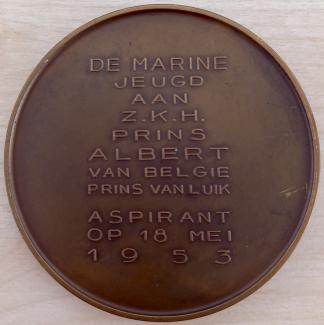 DE MARINE
JEUGD
AAN
Z.K.H.
PRINS
ALBERT
VAN BELGIE
PRINS VAN LUIK
ASPIRANT
OP 18 MEI
1953